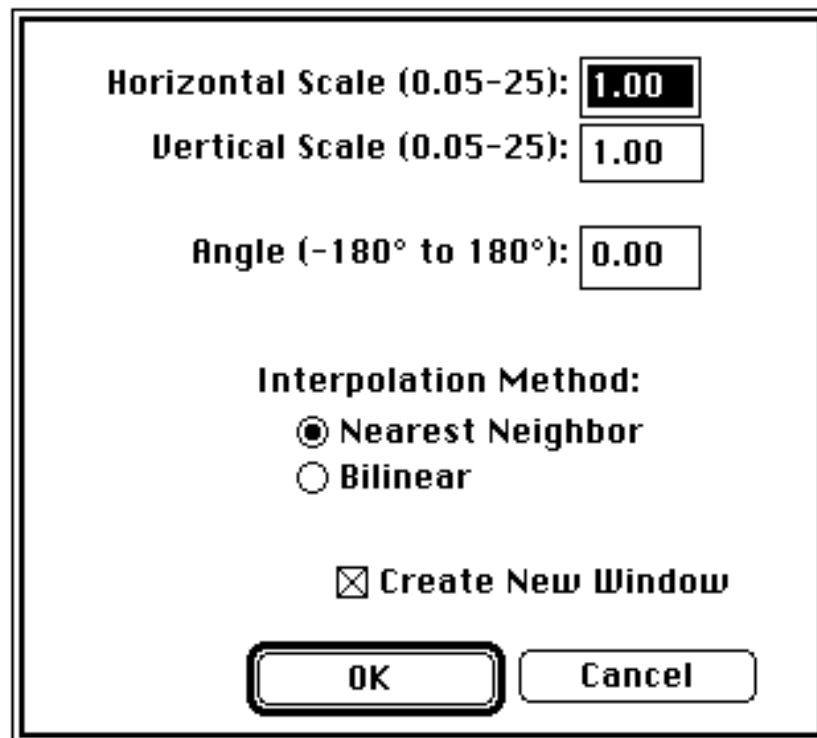 Horizontal Scale (0.05-25): 1.00
Vertical Scale (0.05-25): 1.00
Angle (-180° to 180°): 0.00
Interpolation Method:
Nearest Neighbor
Bilinear
Create New Window
OK Cancel